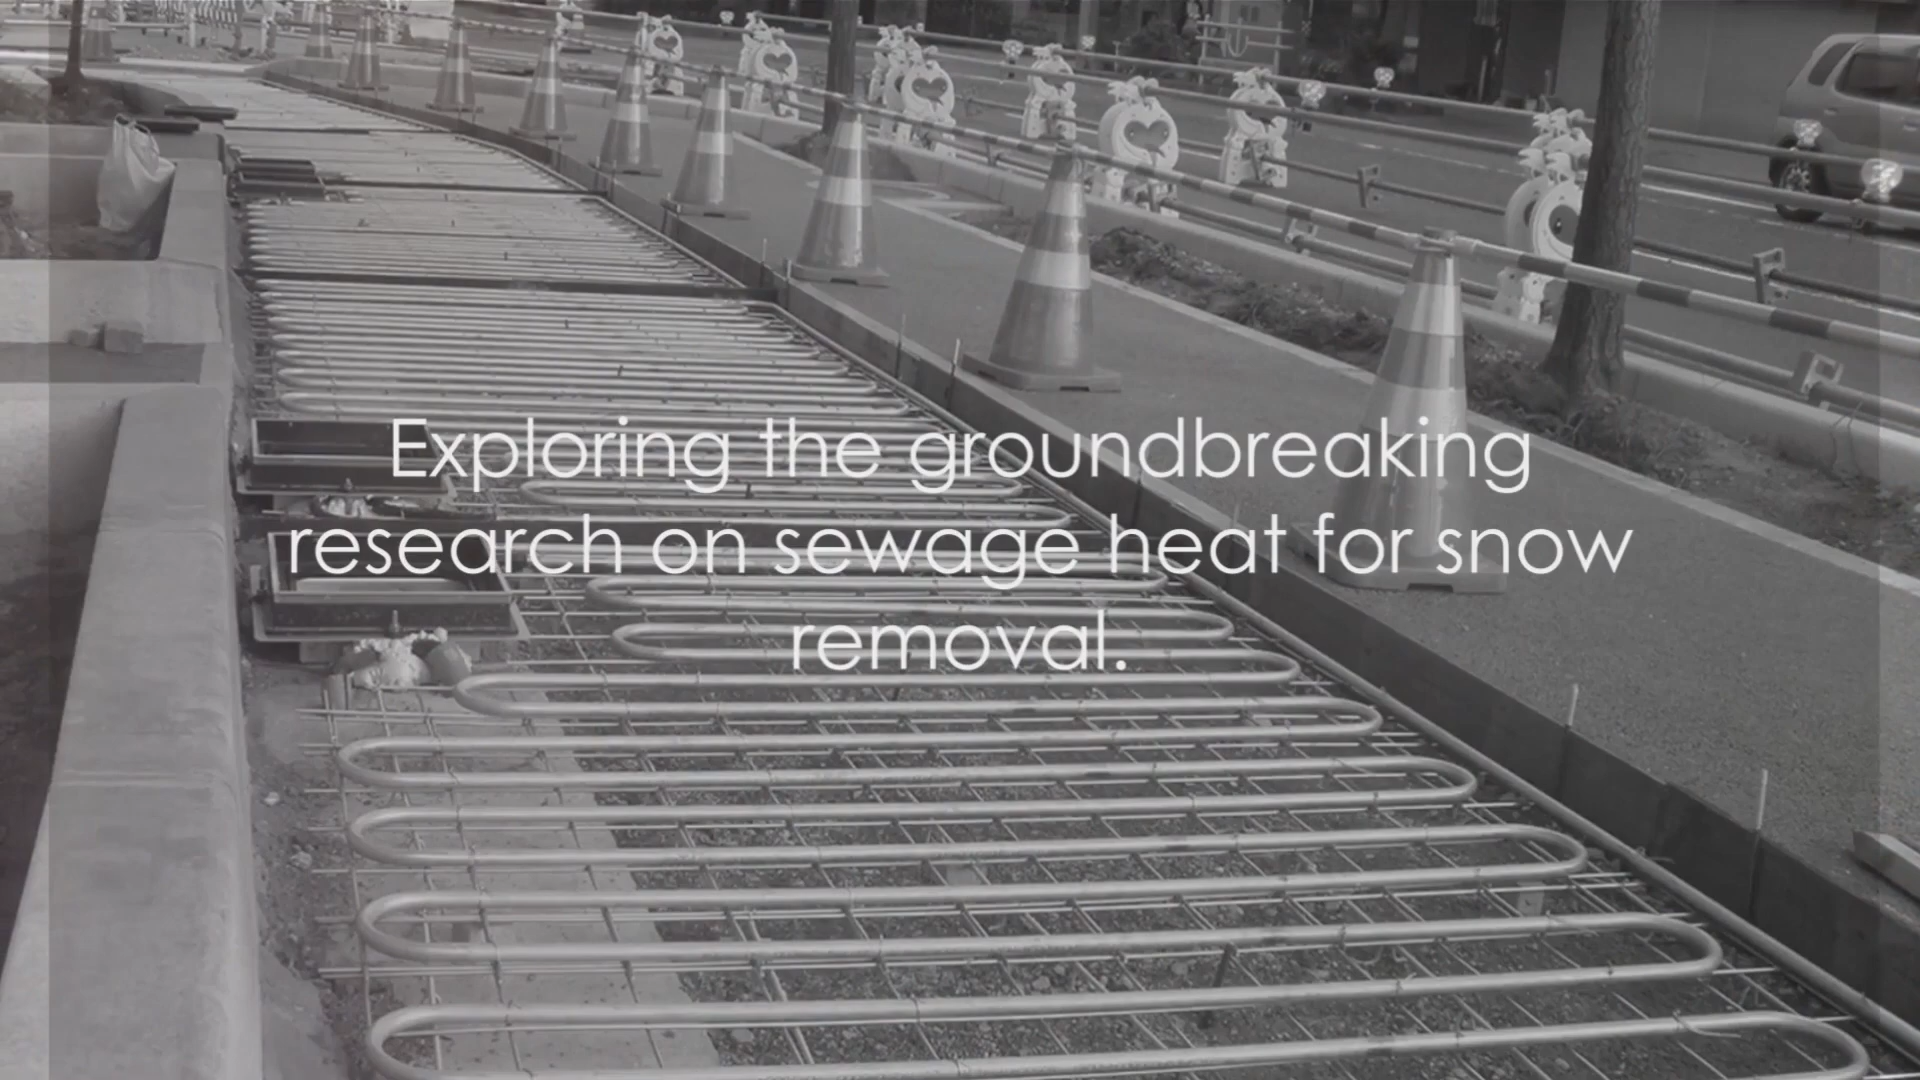 Exploring the groundbreaking
research on sewage heat for snow
removal.